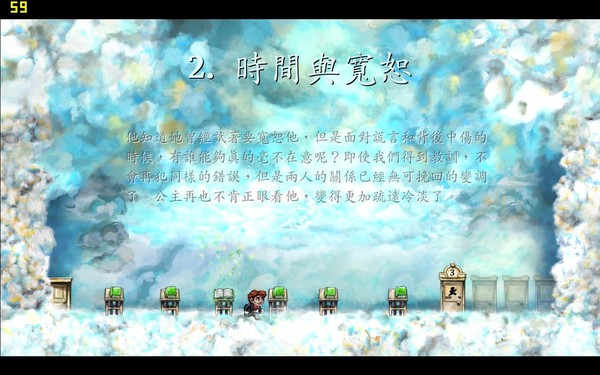 59
2. 時間與寬恕
他知道她曾經試著要寬恕他，但是面對謊言和背後中傷的
時候，有誰能夠真的毫不在意呢？即使我們得到教訓，不
會再犯同樣的錯誤，但是兩人的關係已經無可挽回的變調
了。公主再也不肯正眼看他，變得更加疏遠冷淡了。
3